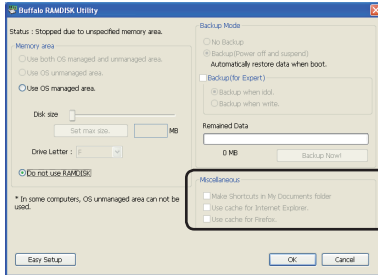 Buffalo RAMDISK Utility
Status : Stopped due to unspecified memory area.
Memory area
Use both OS managed and unmanaged area.
Use OS unmanaged area.
Use OS managed area.
Disk size
Set max size.
MB
Drive Letter : F
Do not use RAMDISK
* In some computers, OS unmanaged area can not be
used.
Easy Setup
Backup Mode
No Backup
Backup(Power off and suspend)
Automatically restore data when boot.
Backup(for Expert)
Backup when idol.
Backup when write.
Remained Data
0 MB
Backup Now!
Miscellaneous
Make Shortcuts in My Documents folder
Use cache for Internet Explorer.
Use cache for Firefox.
OK
Cancel